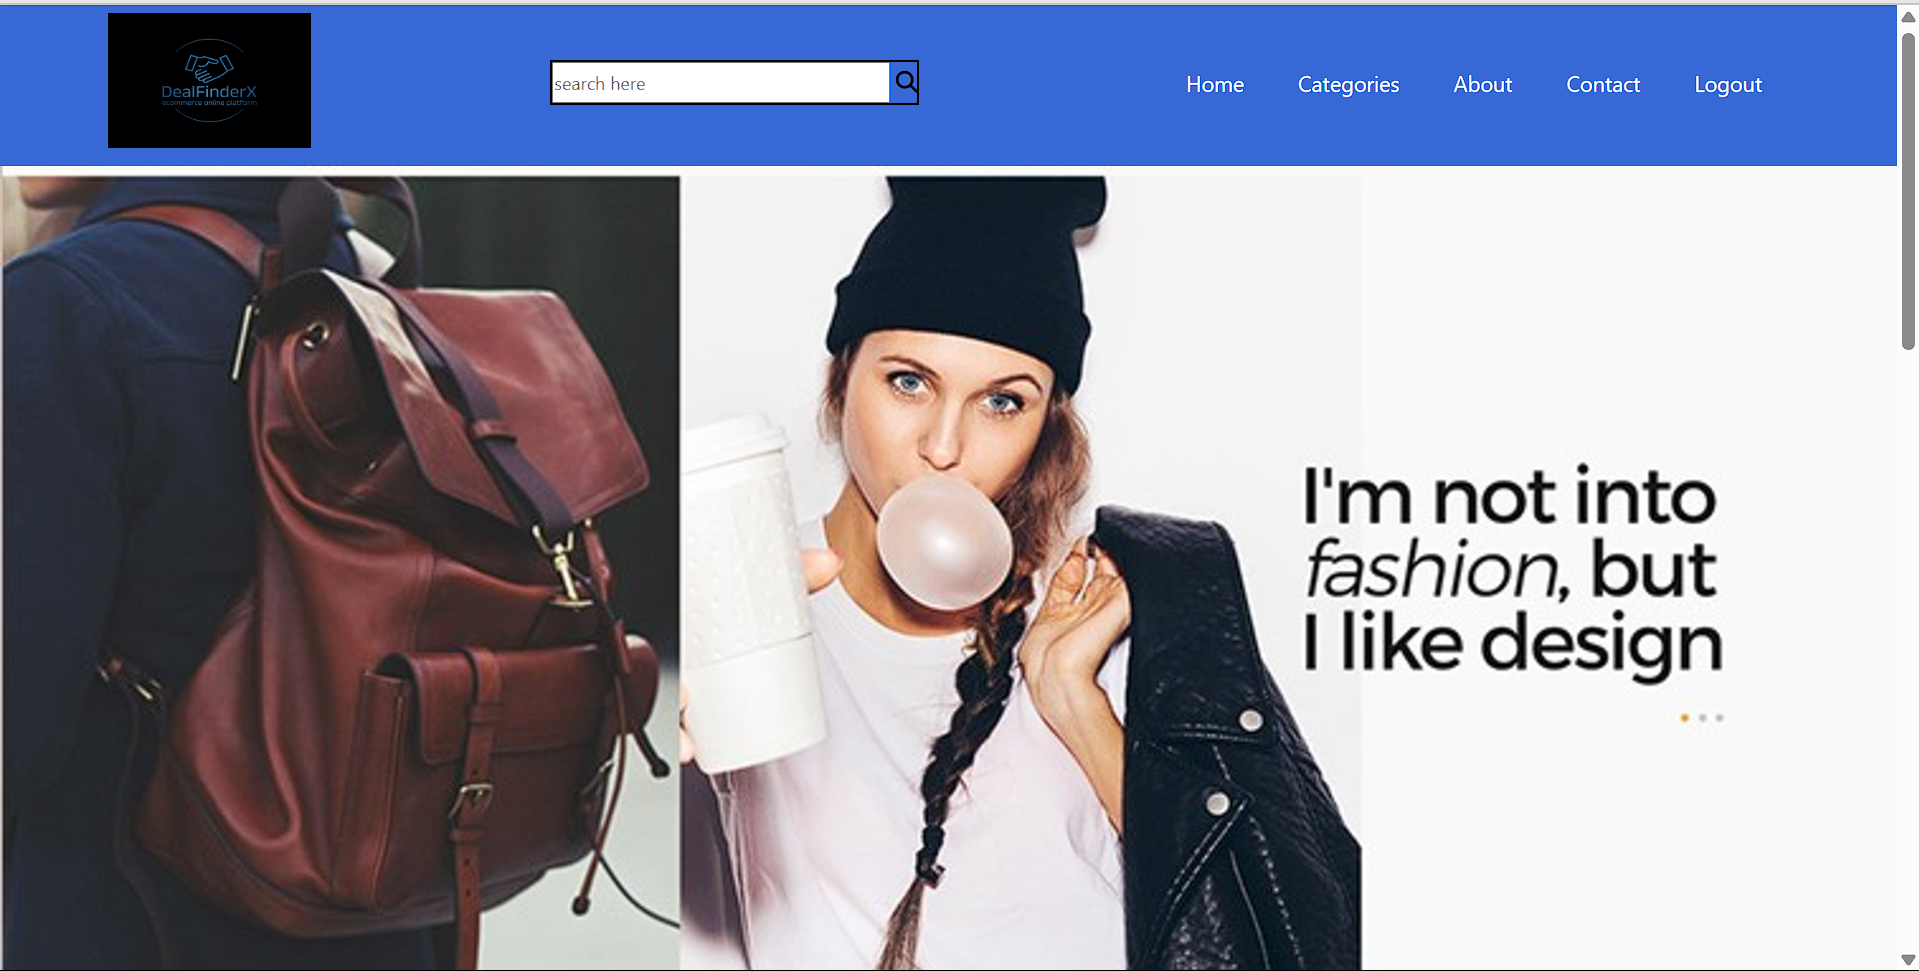 DealFinderX
ecommerce online platform
search here
Home
Categories
About
Contact
Logout
I'm not into
fashion, but
I like design